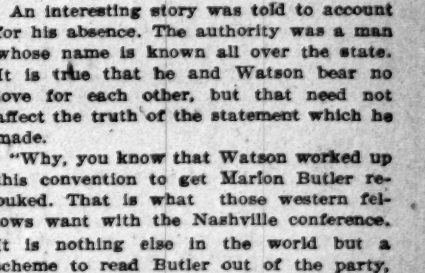 An interesting story was told to account
for his absence. The authority was a man
whose name is known all over the state.
It is true that he and Watson bear no
love for each other, but that need not
affect the truth of the statement which he
made.
"Why, you know that Watson worked up
this convention to get Marion Butler re-
buked. That is what those western fel-
lows want with the Nashville conference.
It is nothing else in the world but a
scheme to read Butler out of the party,